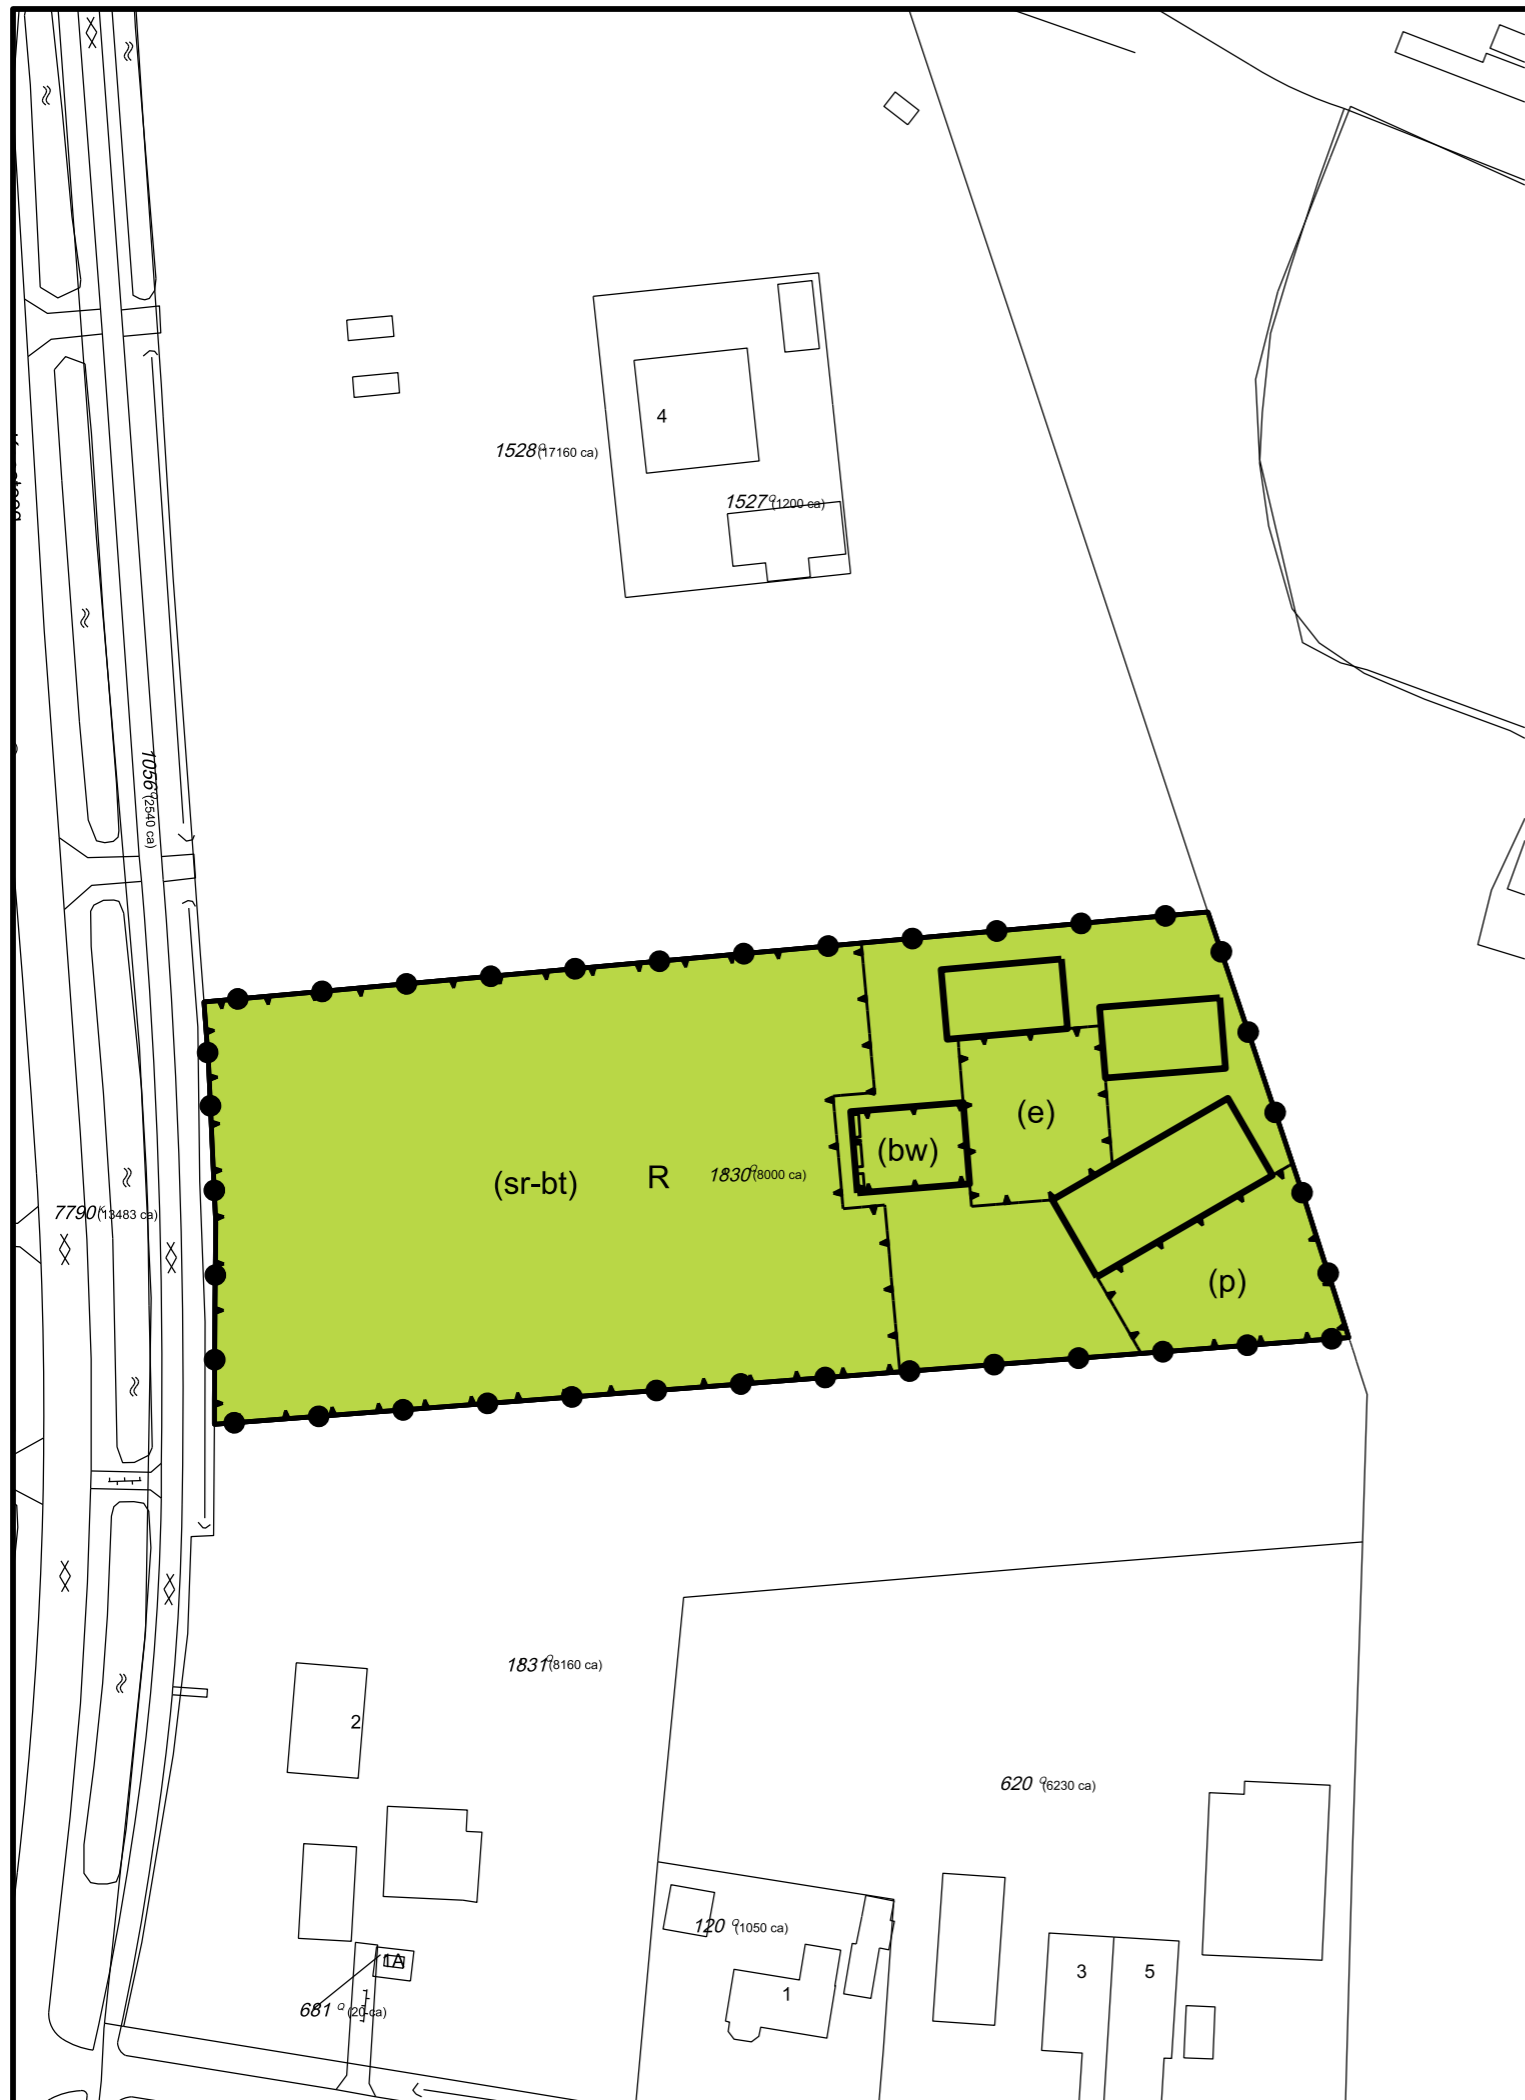 4
1528 Q (17160 ca)
1527 Q (1200 ca)
1056 Q (2540 ca)
(e)
(bw)
(sr-bt)
R
1830 Q (8000 ca)
7790 K (13483 ca)
(p)
1831 Q (8160 ca)
2
620 Q (6230 ca)
120 Q (1050 ca)
1A
3
5
1
681 Q (20 ca)